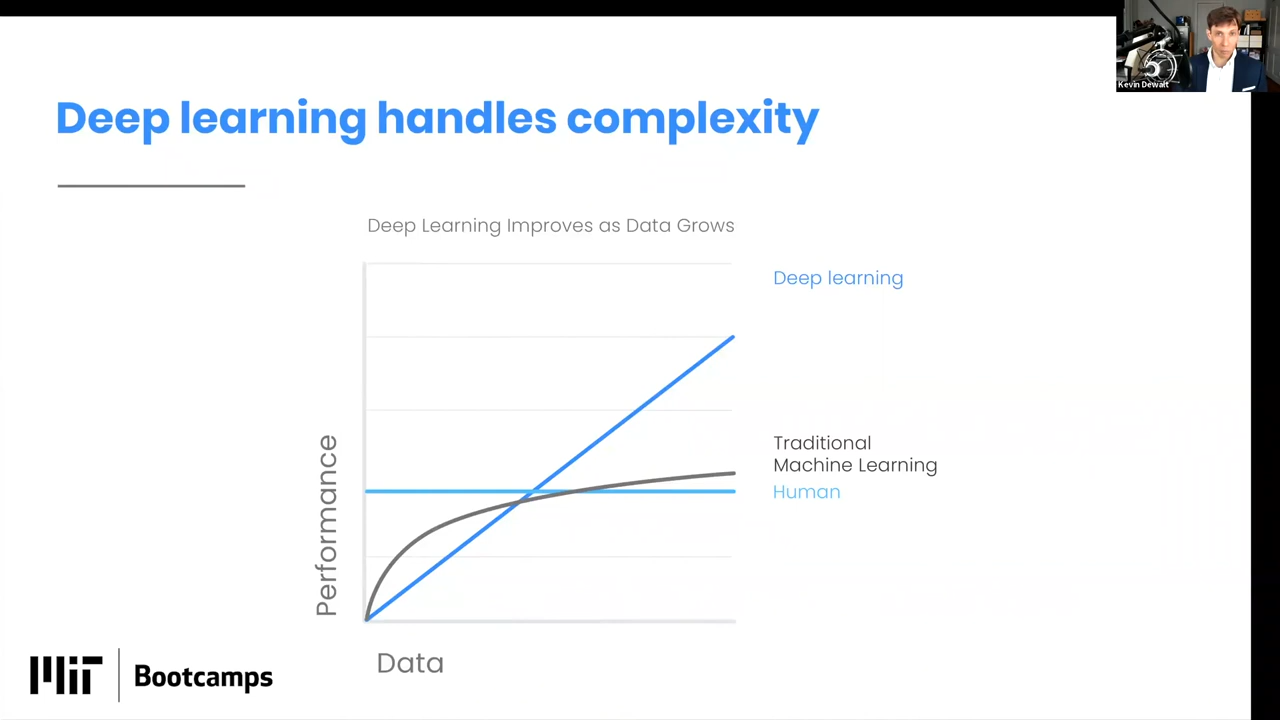 Kevin Dewalt
Deep learning handles complexity
Deep Learning Improves as Data Grows
Deep learning
Traditional
Machine Learning
Human
Performance
Data
MIT Bootcamps